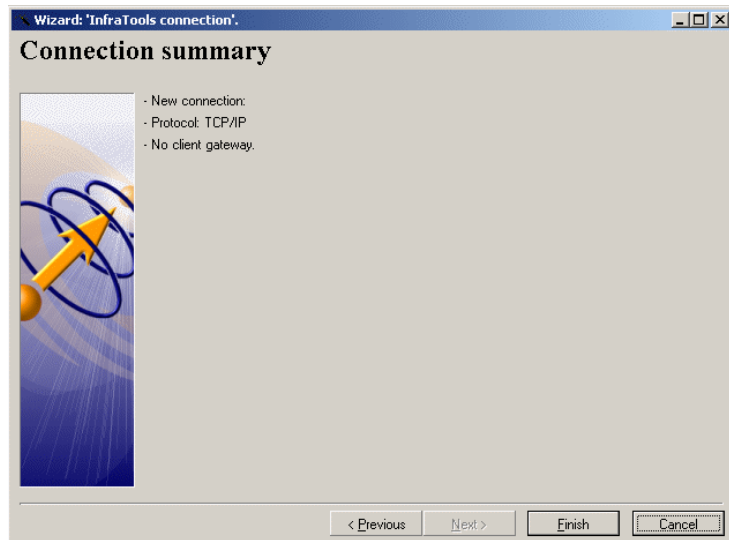 Wizard: 'InfraTools connection'.
Connection summary
- New connection:
- Protocol: TCP/IP
- No client gateway.
< Previous
Next >
Finish
Cancel